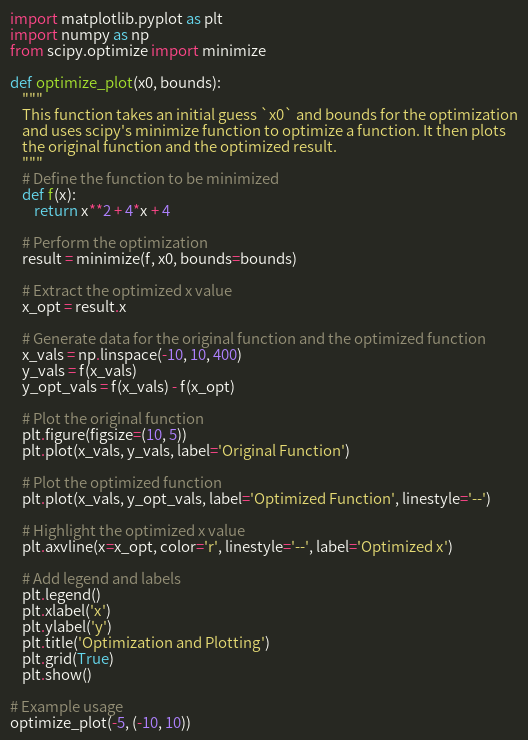 import matplotlib.pyplot as plt
import numpy as np
from scipy.optimize import minimize

def optimize_plot(x0, bounds):
    """
    This function takes an initial guess `x0` and bounds for the optimization
    and uses scipy's minimize function to optimize a function. It then plots
    the original function and the optimized result.
    """
    # Define the function to be minimized
    def f(x):
        return x**2 + 4*x + 4

    # Perform the optimization
    result = minimize(f, x0, bounds=bounds)

    # Extract the optimized x value
    x_opt = result.x

    # Generate data for the original function and the optimized function
    x_vals = np.linspace(-10, 10, 400)
    y_vals = f(x_vals)
    y_opt_vals = f(x_vals) - f(x_opt)

    # Plot the original function
    plt.figure(figsize=(10, 5))
    plt.plot(x_vals, y_vals, label='Original Function')

    # Plot the optimized function
    plt.plot(x_vals, y_opt_vals, label='Optimized Function', linestyle='--')

    # Highlight the optimized x value
    plt.axvline(x=x_opt, color='r', linestyle='--', label='Optimized x')

    # Add legend and labels
    plt.legend()
    plt.xlabel('x')
    plt.ylabel('y')
    plt.title('Optimization and Plotting')
    plt.grid(True)
    plt.show()

# Example usage
optimize_plot(-5, (-10, 10))